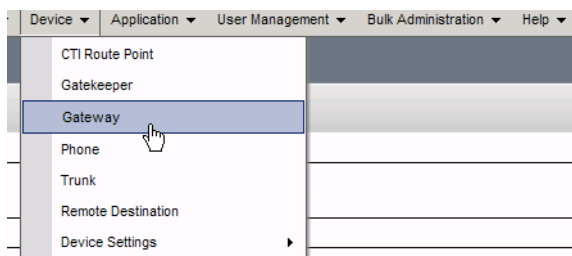 Device Application User Management Bulk Administration Help
CTI Route Point
Gatekeeper
Gateway
Phone
Trunk
Remote Destination
Device Settings